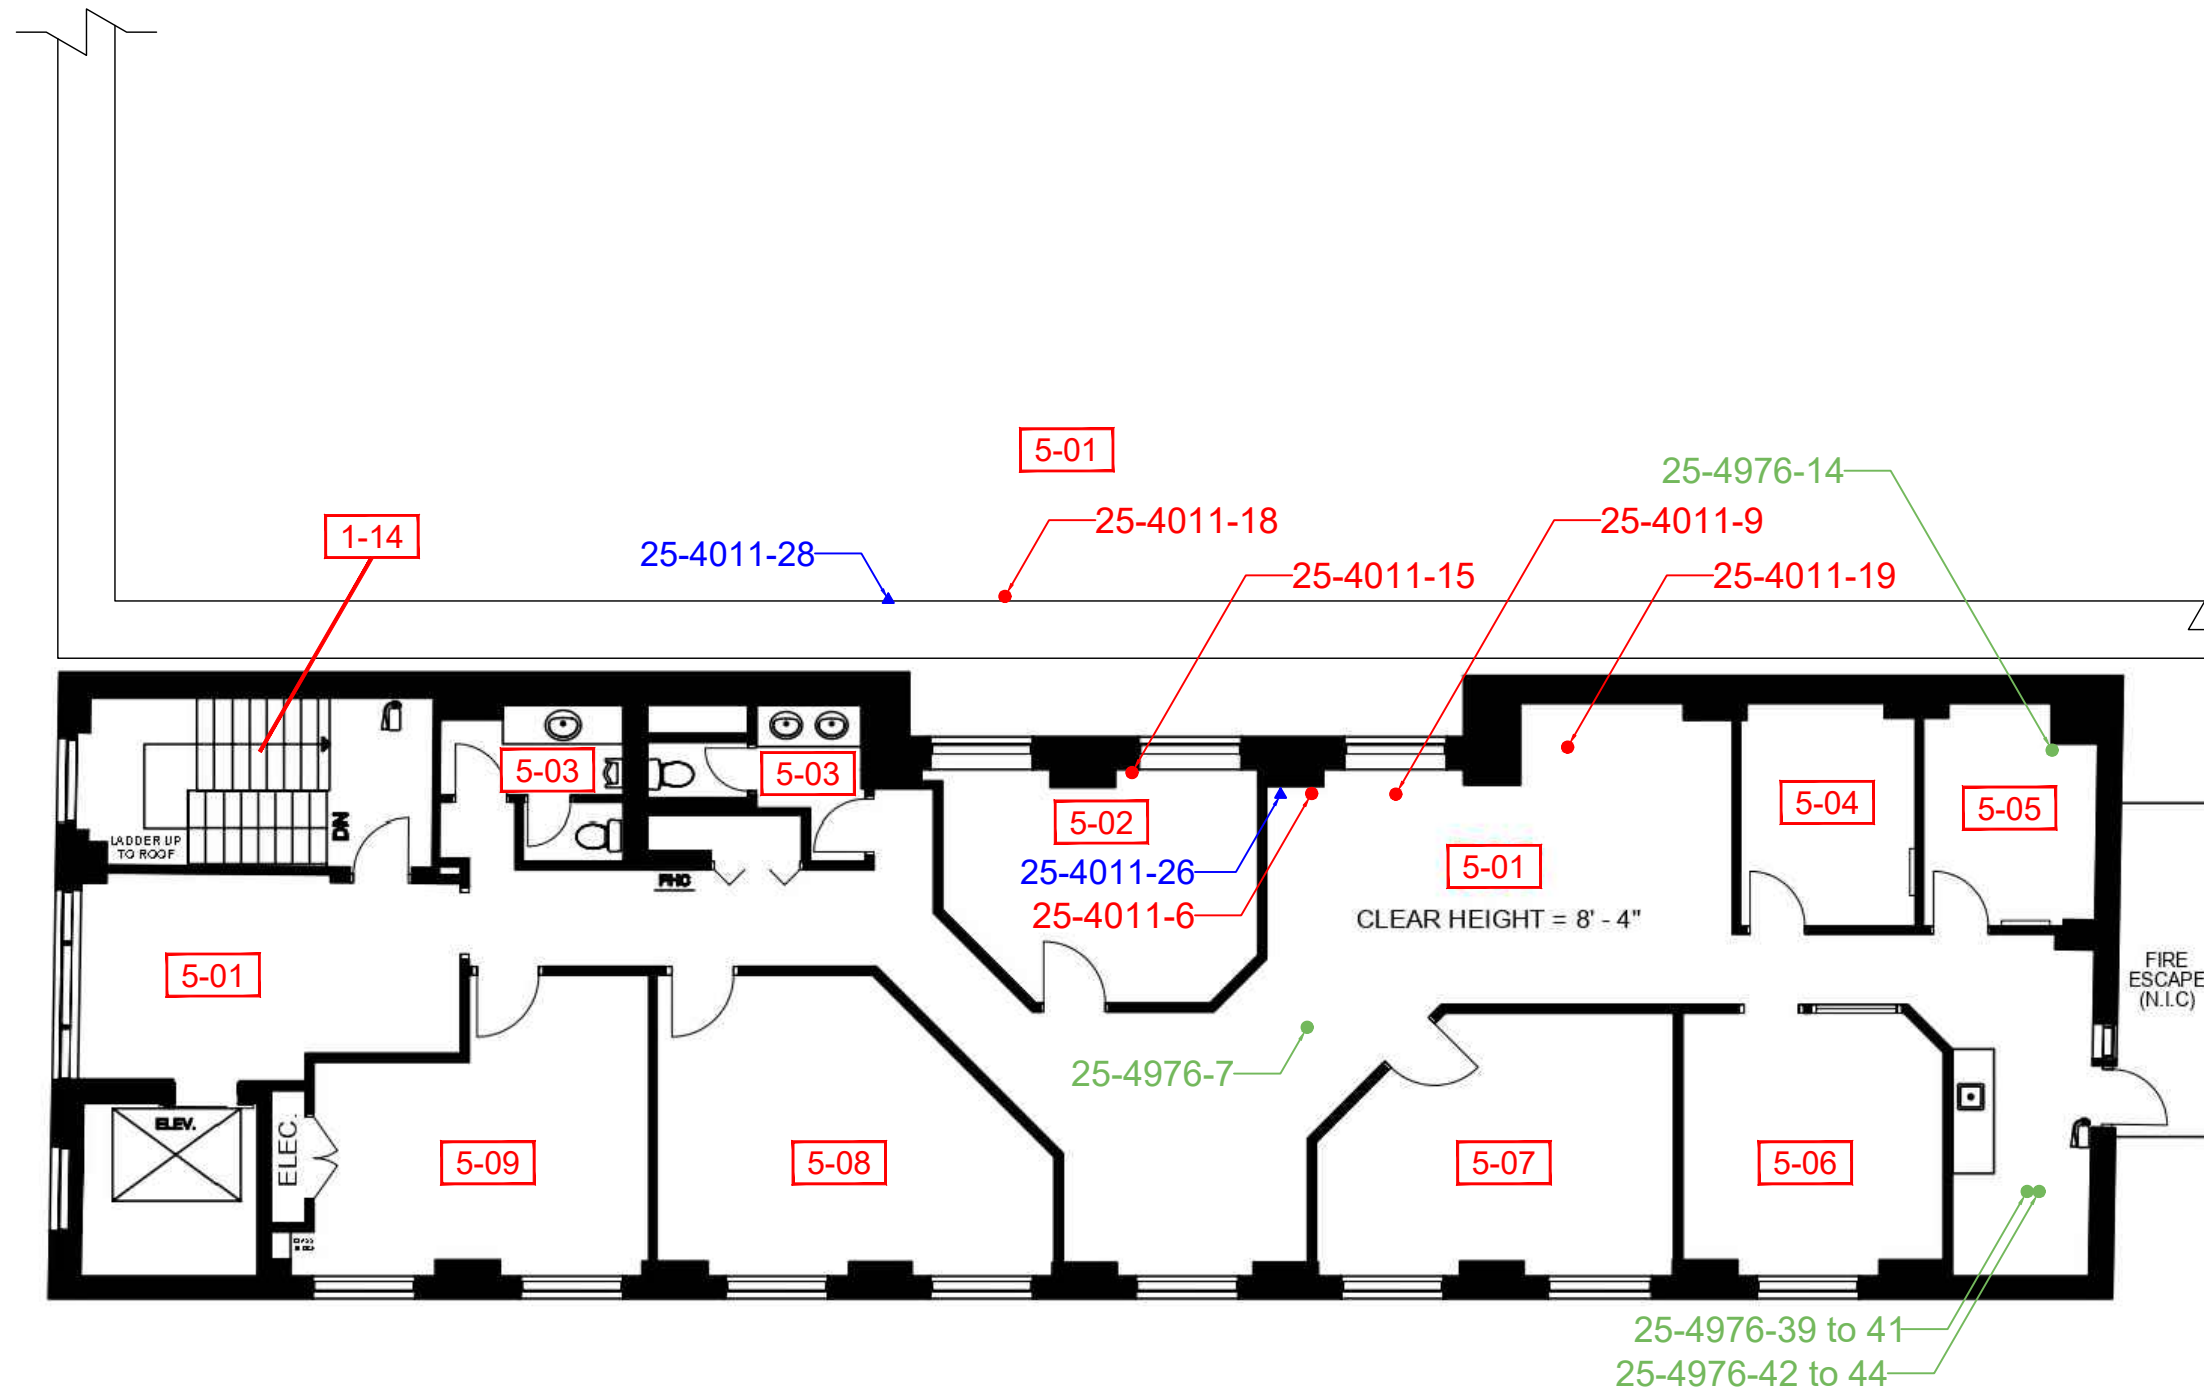 5-01
25-4976-14
25-4011-18
25-4011-9
1-14
25-4011-28
25-4011-15
25-4011-19
5-03
5-03
5-02
5-04
5-05
DN
LADDER UP
TO ROOF
25-4011-26
5-01
25-4011-6
CLEAR HEIGHT = 8' - 4"
5-01
FIRE
ESCAPE
(N.I.C)
25-4976-7
ELEV.
ELEC.
5-09
5-08
5-07
5-06
25-4976-39 to 41
25-4976-42 to 44